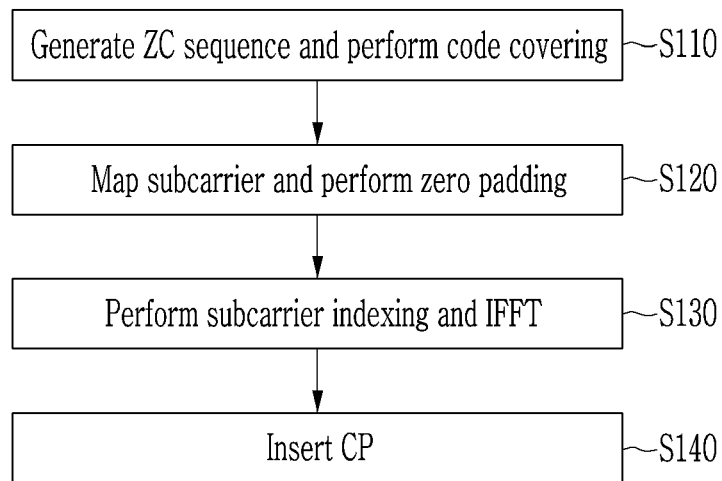 Generate ZC sequence and perform code covering S110
Map subcarrier and perform zero padding S120
Perform subcarrier indexing and IFFT S130
Insert CP S140